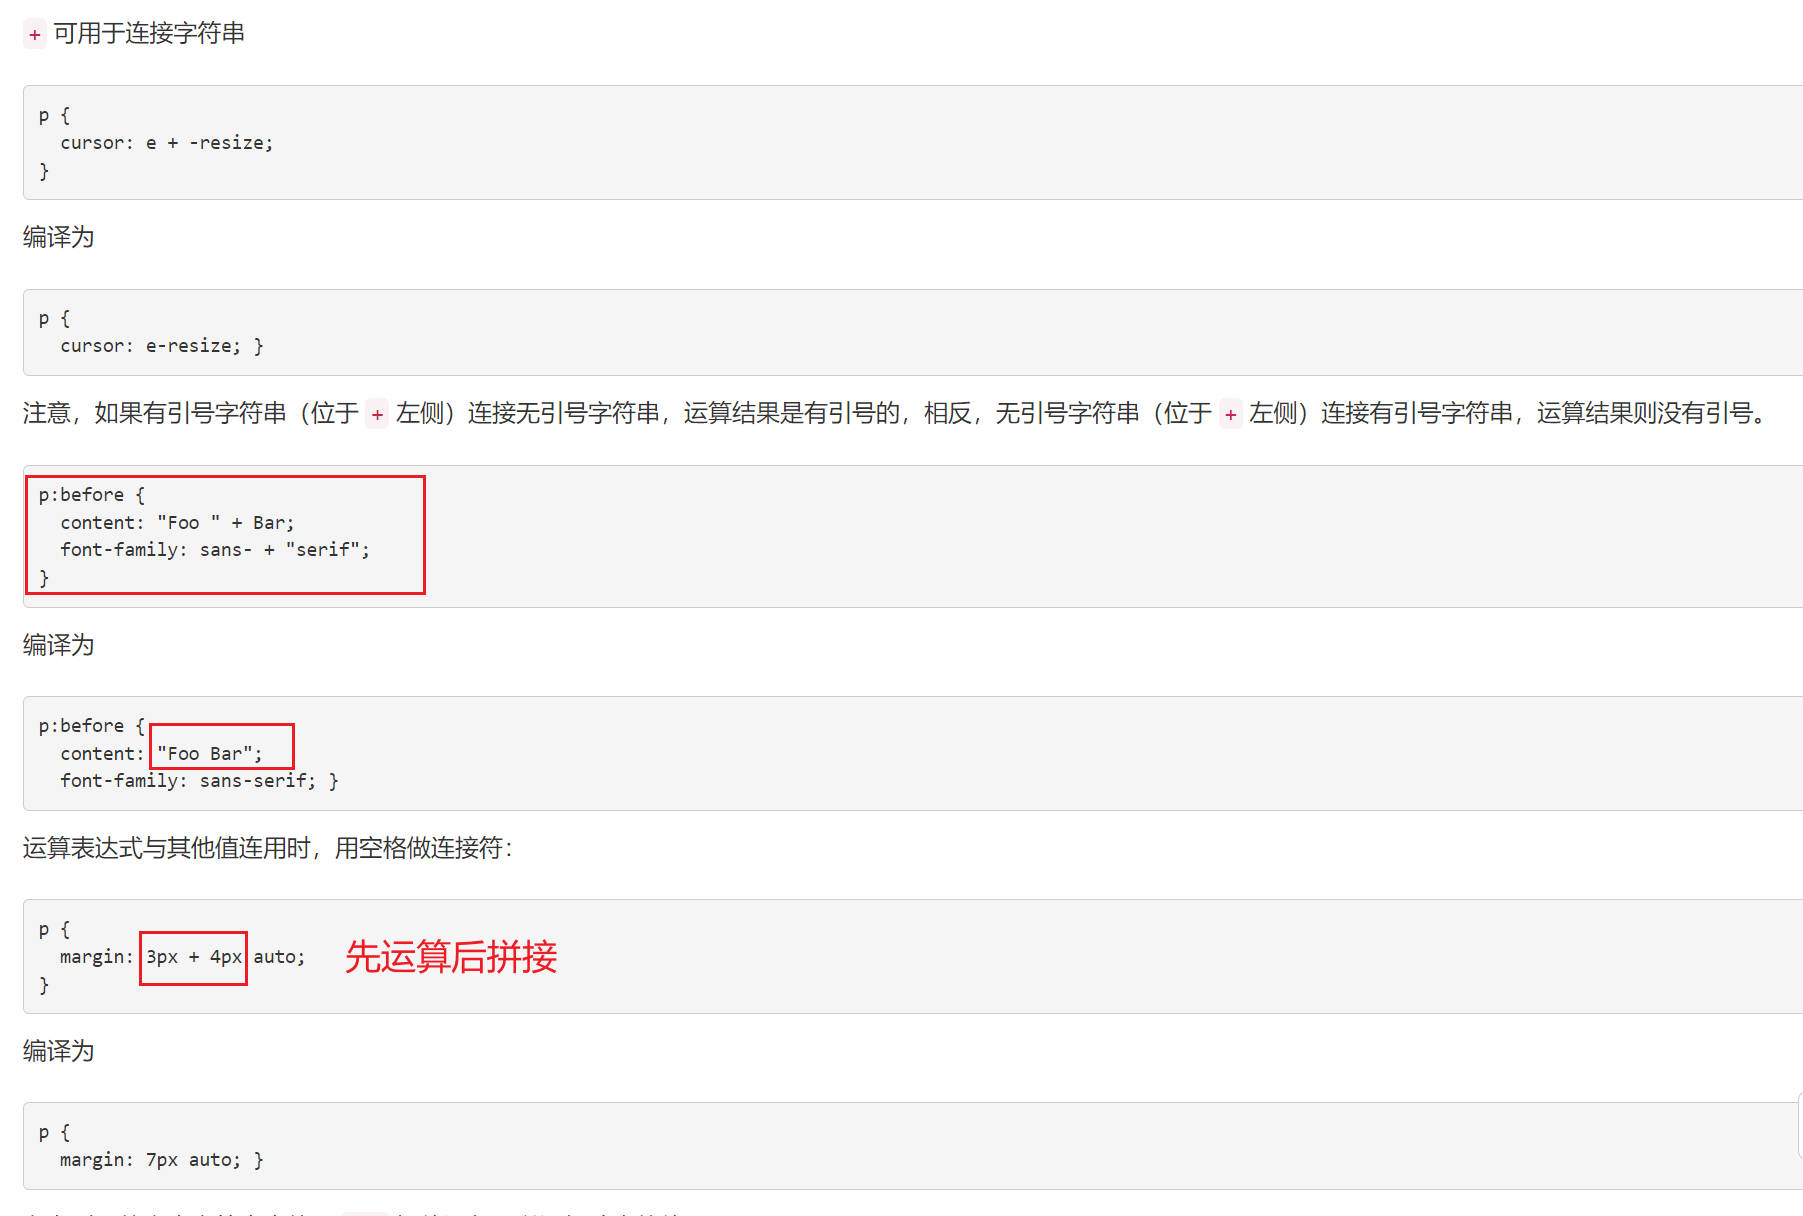 + 可用于连接字符串
p {
  cursor: e + -resize;
}
编译为
p {
  cursor: e-resize; }
注意，如果有引号字符串（位于 + 左侧）连接无引号字符串，运算结果是有引号的，相反，无引号字符串（位于 + 左侧）连接有引号字符串，运算结果则没有引号。
p:before {
  content: "Foo " + Bar;
  font-family: sans- + "serif";
}
编译为
p:before {
  content: "Foo Bar";
  font-family: sans-serif; }
运算表达式与其他值连用时，用空格做连接符：
p {
  margin: 3px + 4px auto; 先运算后拼接
}
编译为
p {
  margin: 7px auto; }